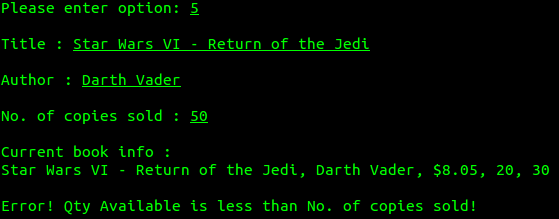 Please enter option: 5
Title : Star Wars VI - Return of the Jedi
Author : Darth Vader
No. of copies sold : 50
Current book info :
Star Wars VI - Return of the Jedi, Darth Vader, $8.05, 20, 30
Error! Qty Available is less than No. of copies sold!